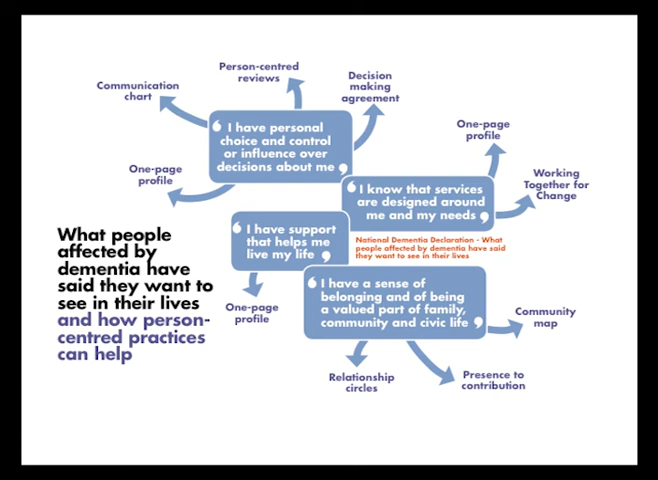 Person-centred
reviews
Communication
chart
Decision
making
agreement
One-page
profile
‘ I have personal
choice and control
or influence over
decisions about me ’
One-page
profile
Working
Together for
Change
‘ I know that services
are designed around
me and my needs ’
‘ I have support
that helps me
live my life ’
National Dementia Declaration - What
people affected by dementia have said
they want to see in their lives
What people
affected by
dementia have
said they want to
see in their lives
and how person-
centred practices
can help
One-page
profile
‘ I have a sense of
belonging and of being
a valued part of family,
community and civic life ’
Community
map
Relationship
circles
Presence to
contribution